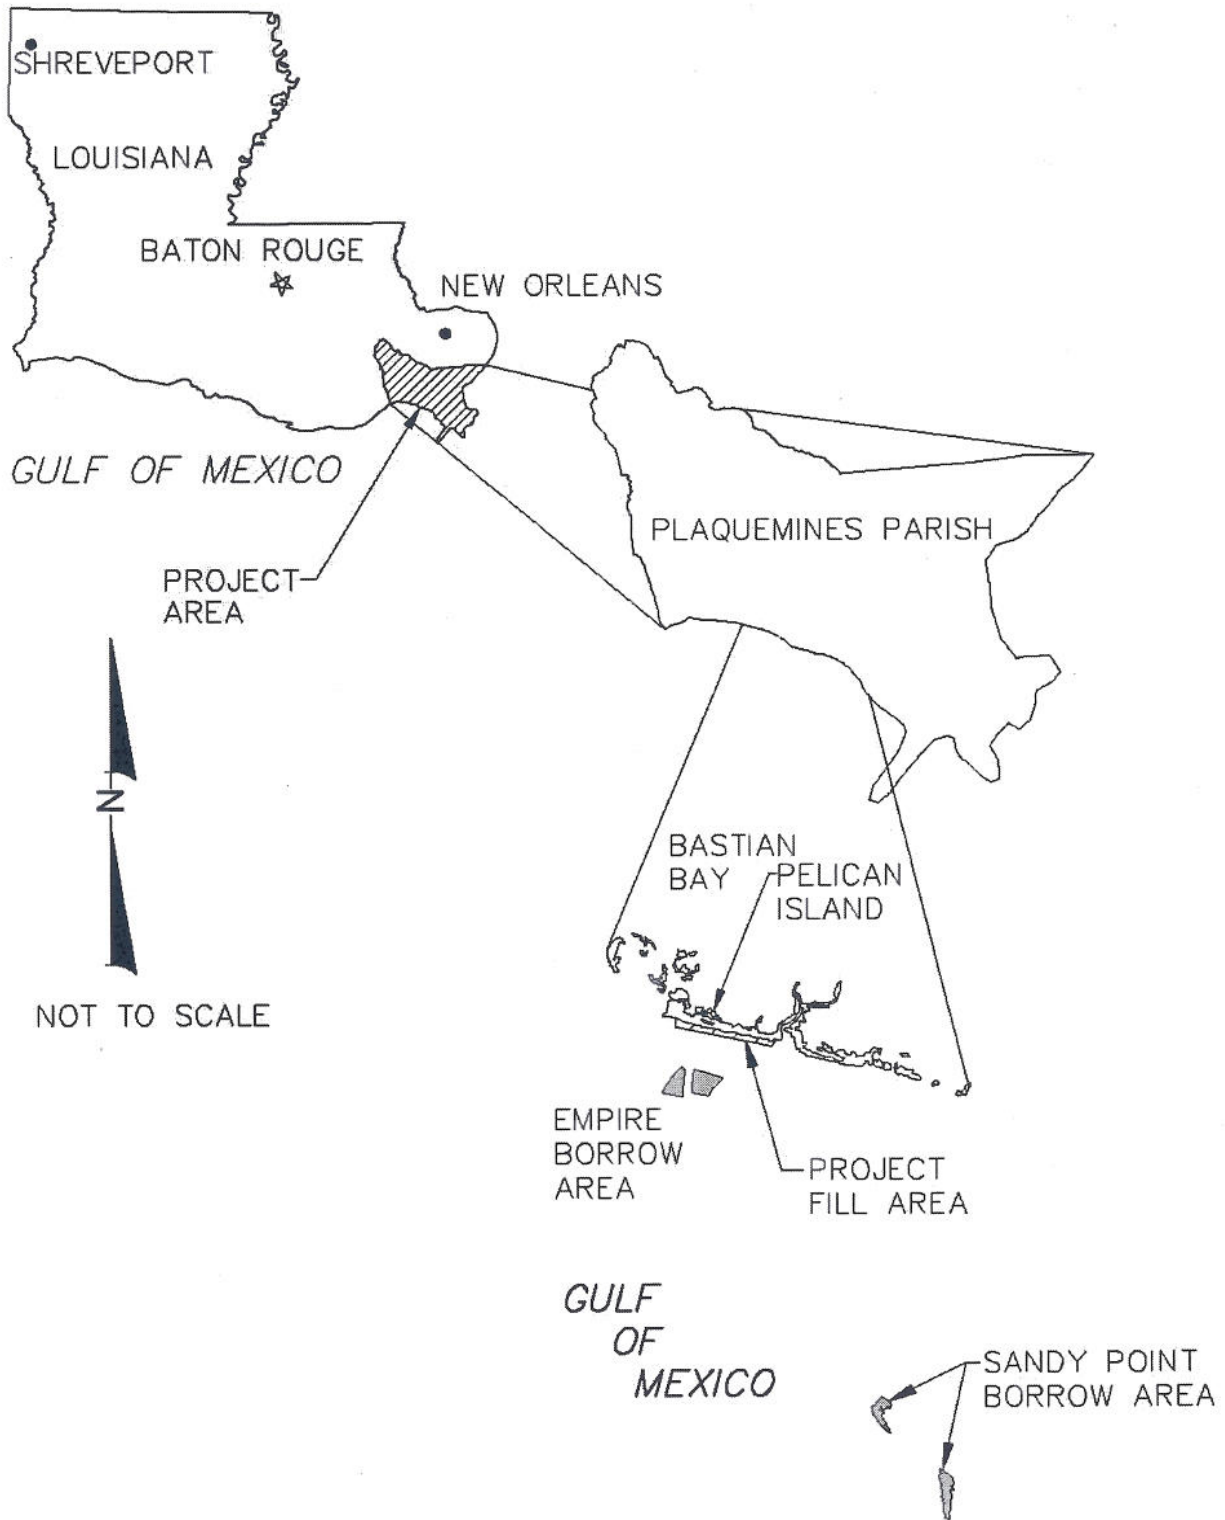 SHREVEPORT
LOUISIANA
BATON ROUGE
NEW ORLEANS
GULF OF MEXICO
PLAQUEMINES PARISH
PROJECT
AREA
N
BASTIAN
BAY
PELICAN
ISLAND
NOT TO SCALE
EMPIRE
BORROW
AREA
PROJECT
FILL AREA
GULF
OF
MEXICO
SANDY POINT
BORROW AREA